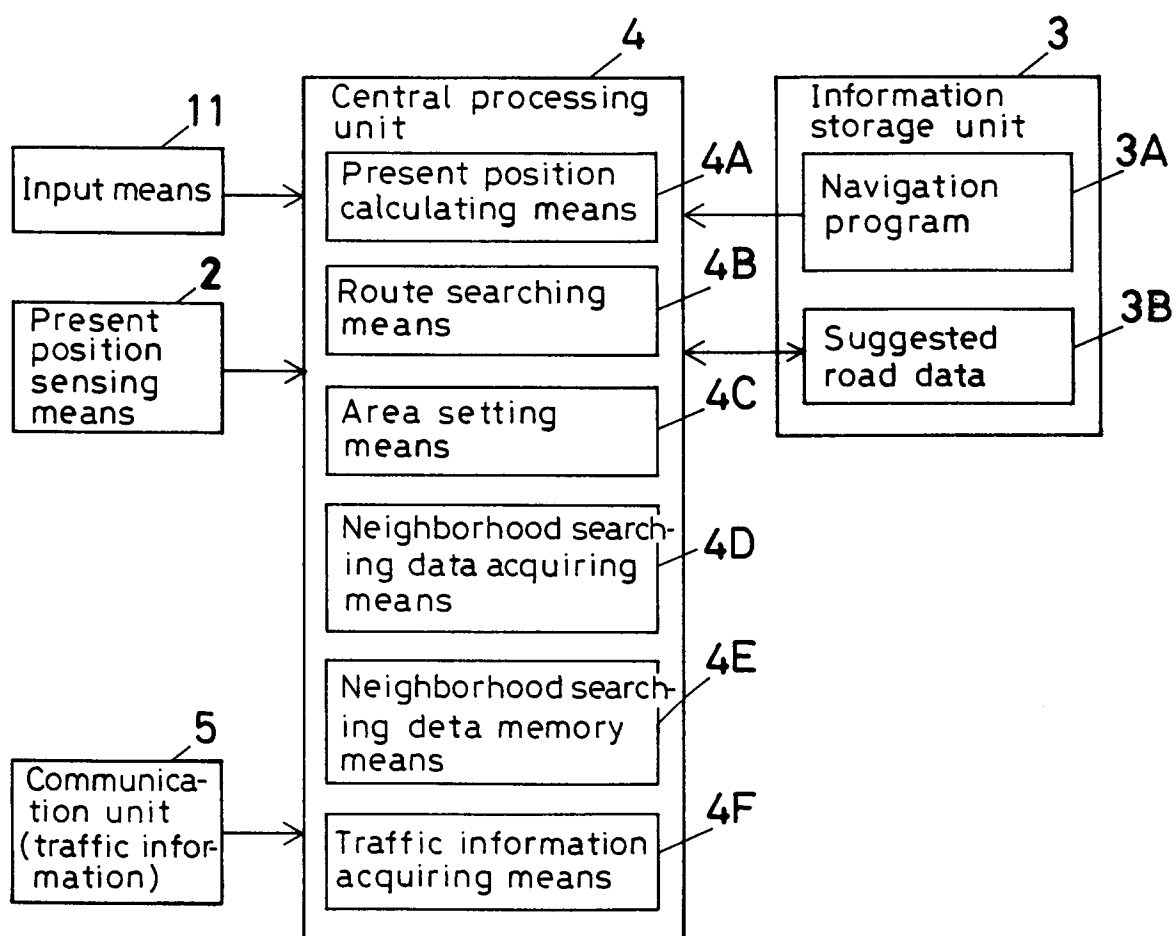 11
Input means
2
Present
position
sensing
means
5
Communica-
tion unit
(traffic infor-
mation)
4
Central processing
unit
4A
Present position
calculating means
4B
Route searching
means
4C
Area setting
means
4D
Neighborhood search-
ing data acquiring
means
4E
Neighborhood search-
ing deta memory
means
4F
Traffic information
acquiring means
3
Information
storage unit
3A
Navigation
program
3B
Suggested
road data